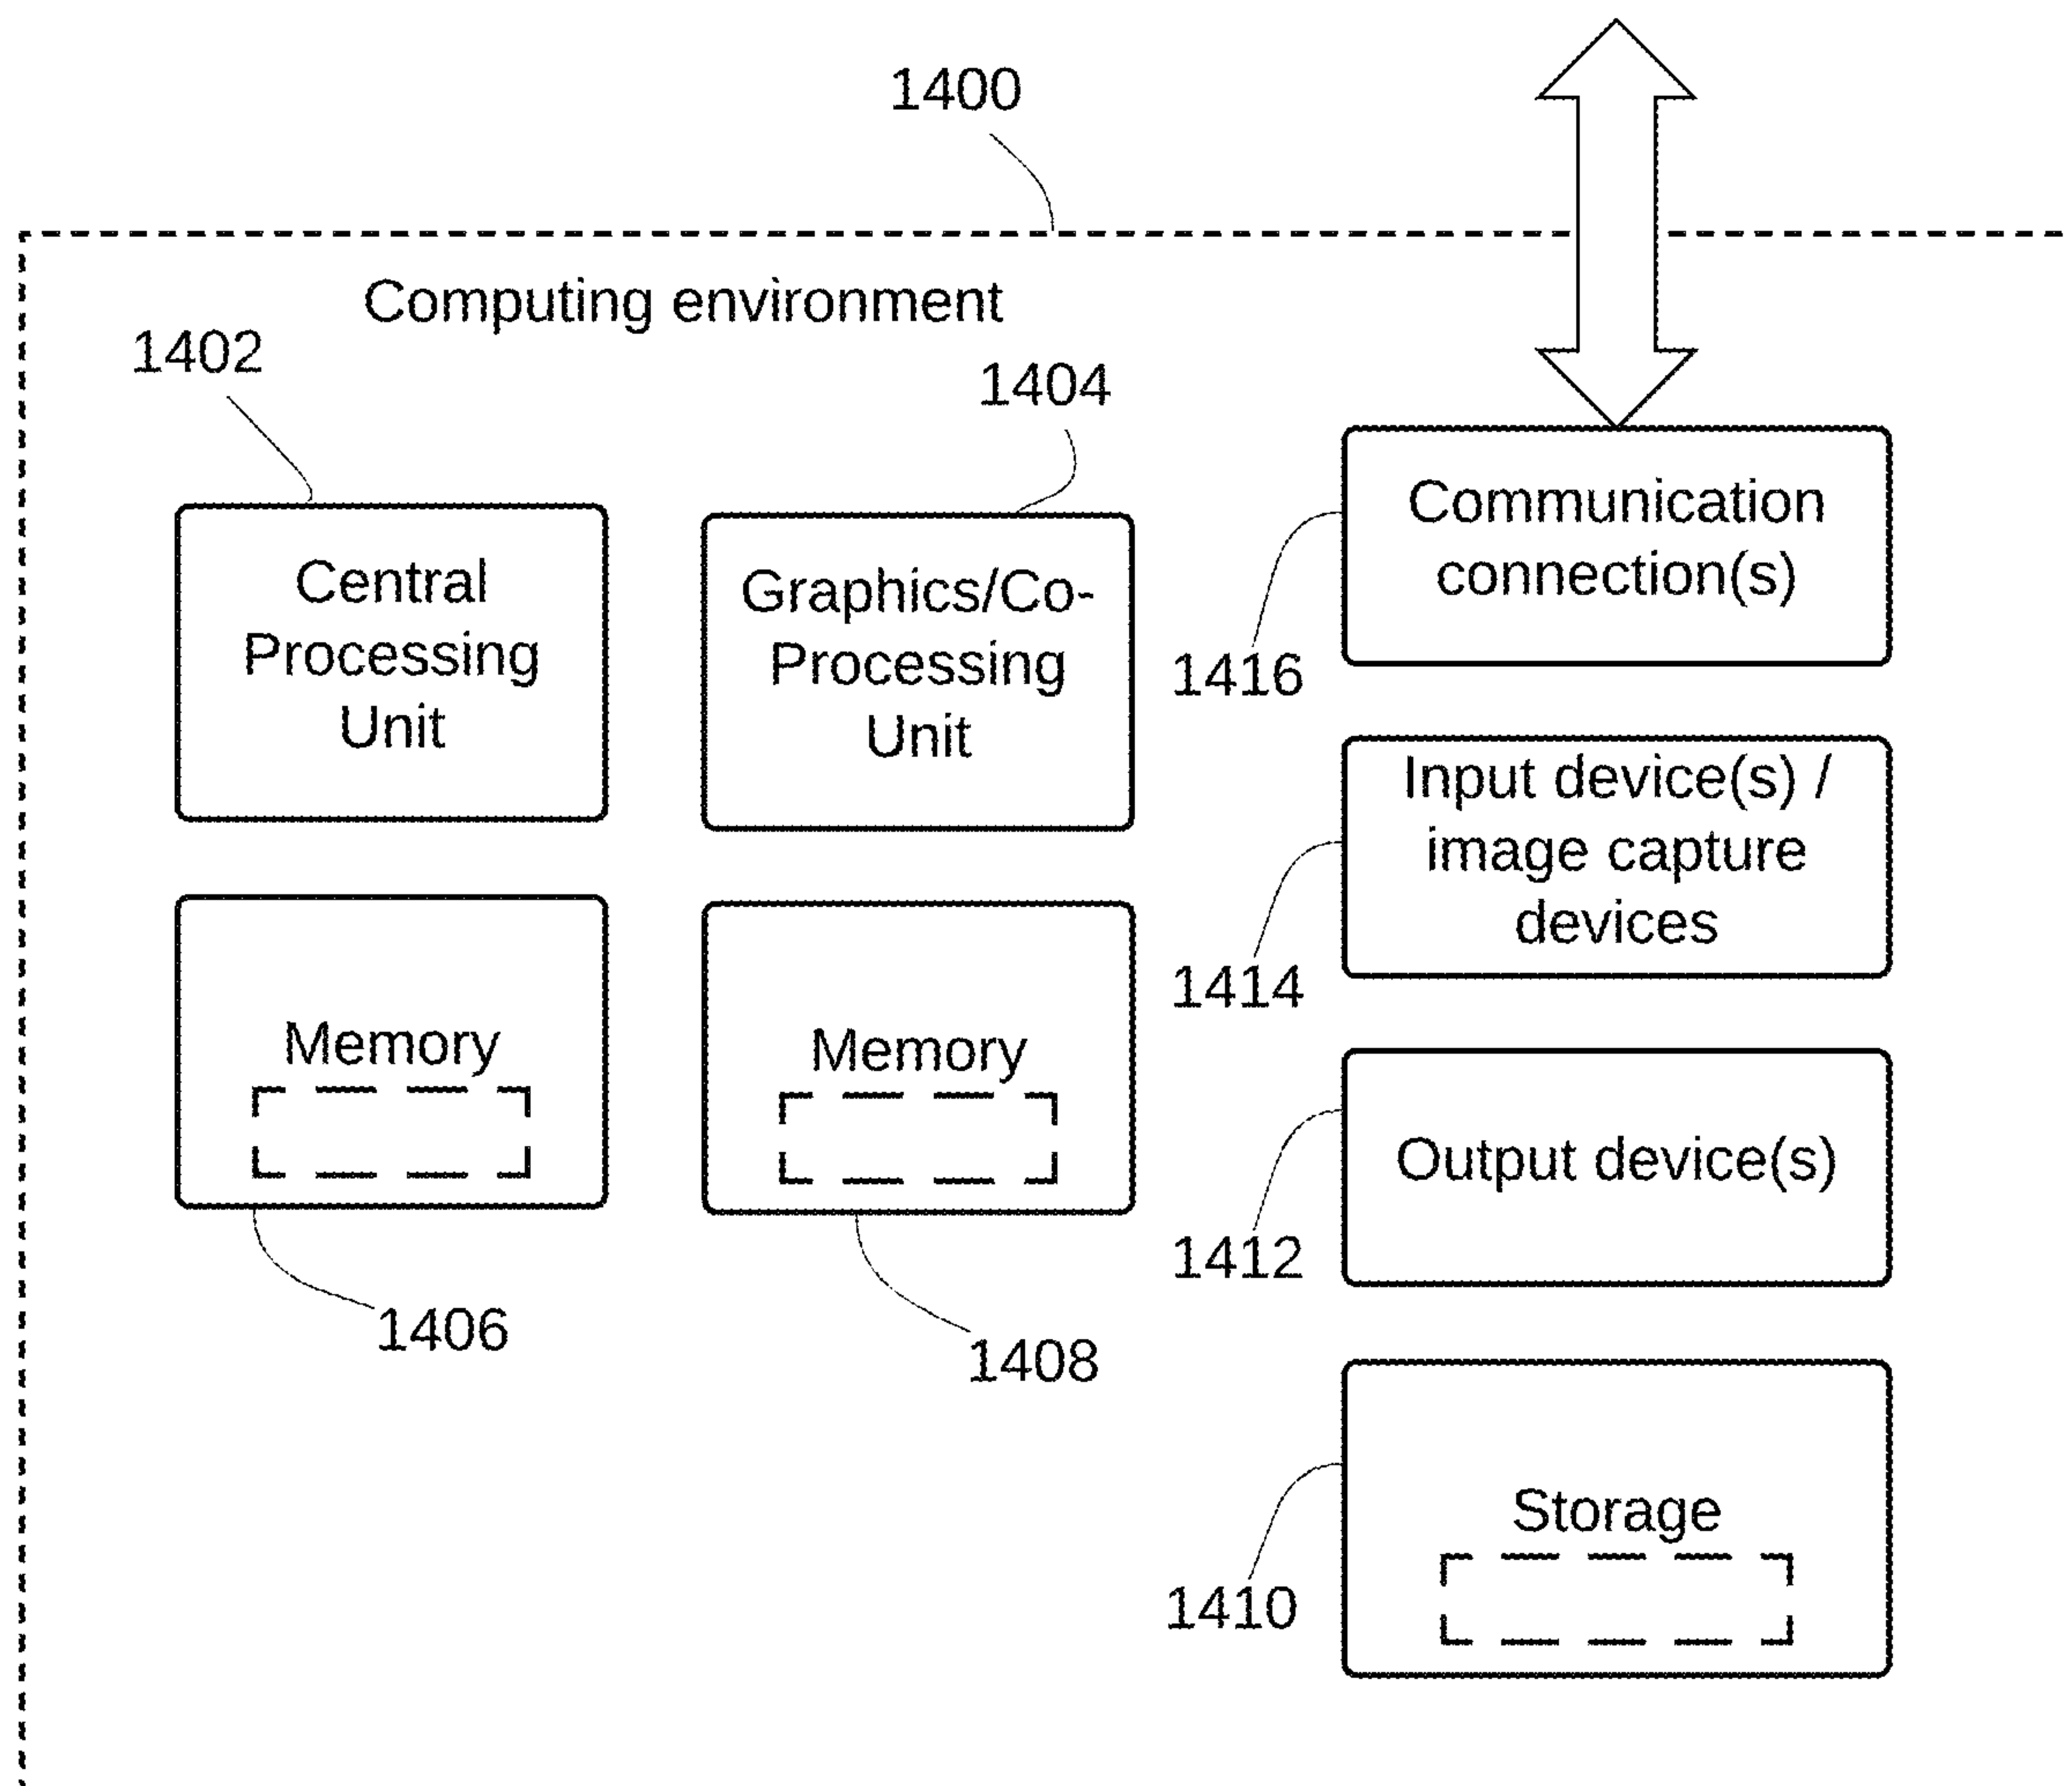 1400
Computing environment
1402
1404
Central
Processing
Unit
Graphics/Co-
Processing
Unit
Communication
connection(s)
1416
Input device(s) /
image capture
devices
1414
Memory
Memory
Output device(s)
1412
1406
1408
Storage
1410